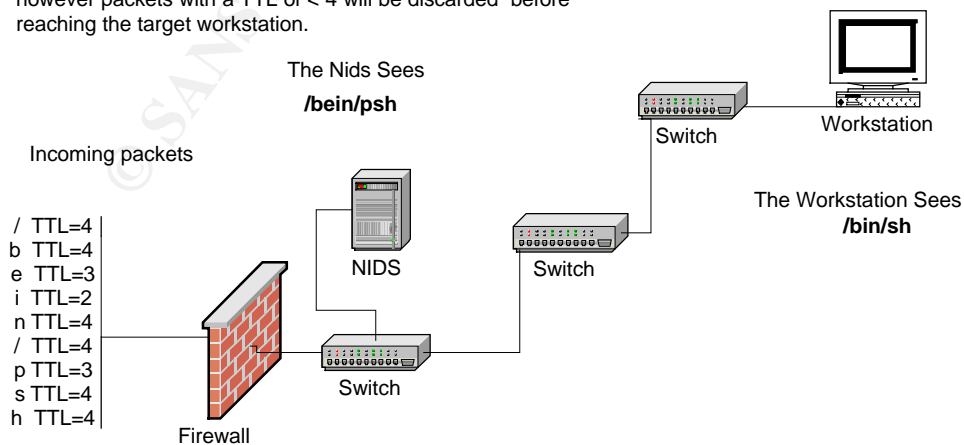 however packets with a TTL of < 4 will be discarded before
reaching the target workstation.
The Nids Sees
/bein/psh
Switch
Workstation
Incoming packets
The Workstation Sees
/bin/sh
/ TTL=4
b TTL=4
e TTL=3
i TTL=2
n TTL=4
/ TTL=4
p TTL=3
s TTL=4
h TTL=4
NIDS
Switch
Switch
Firewall
© SANS